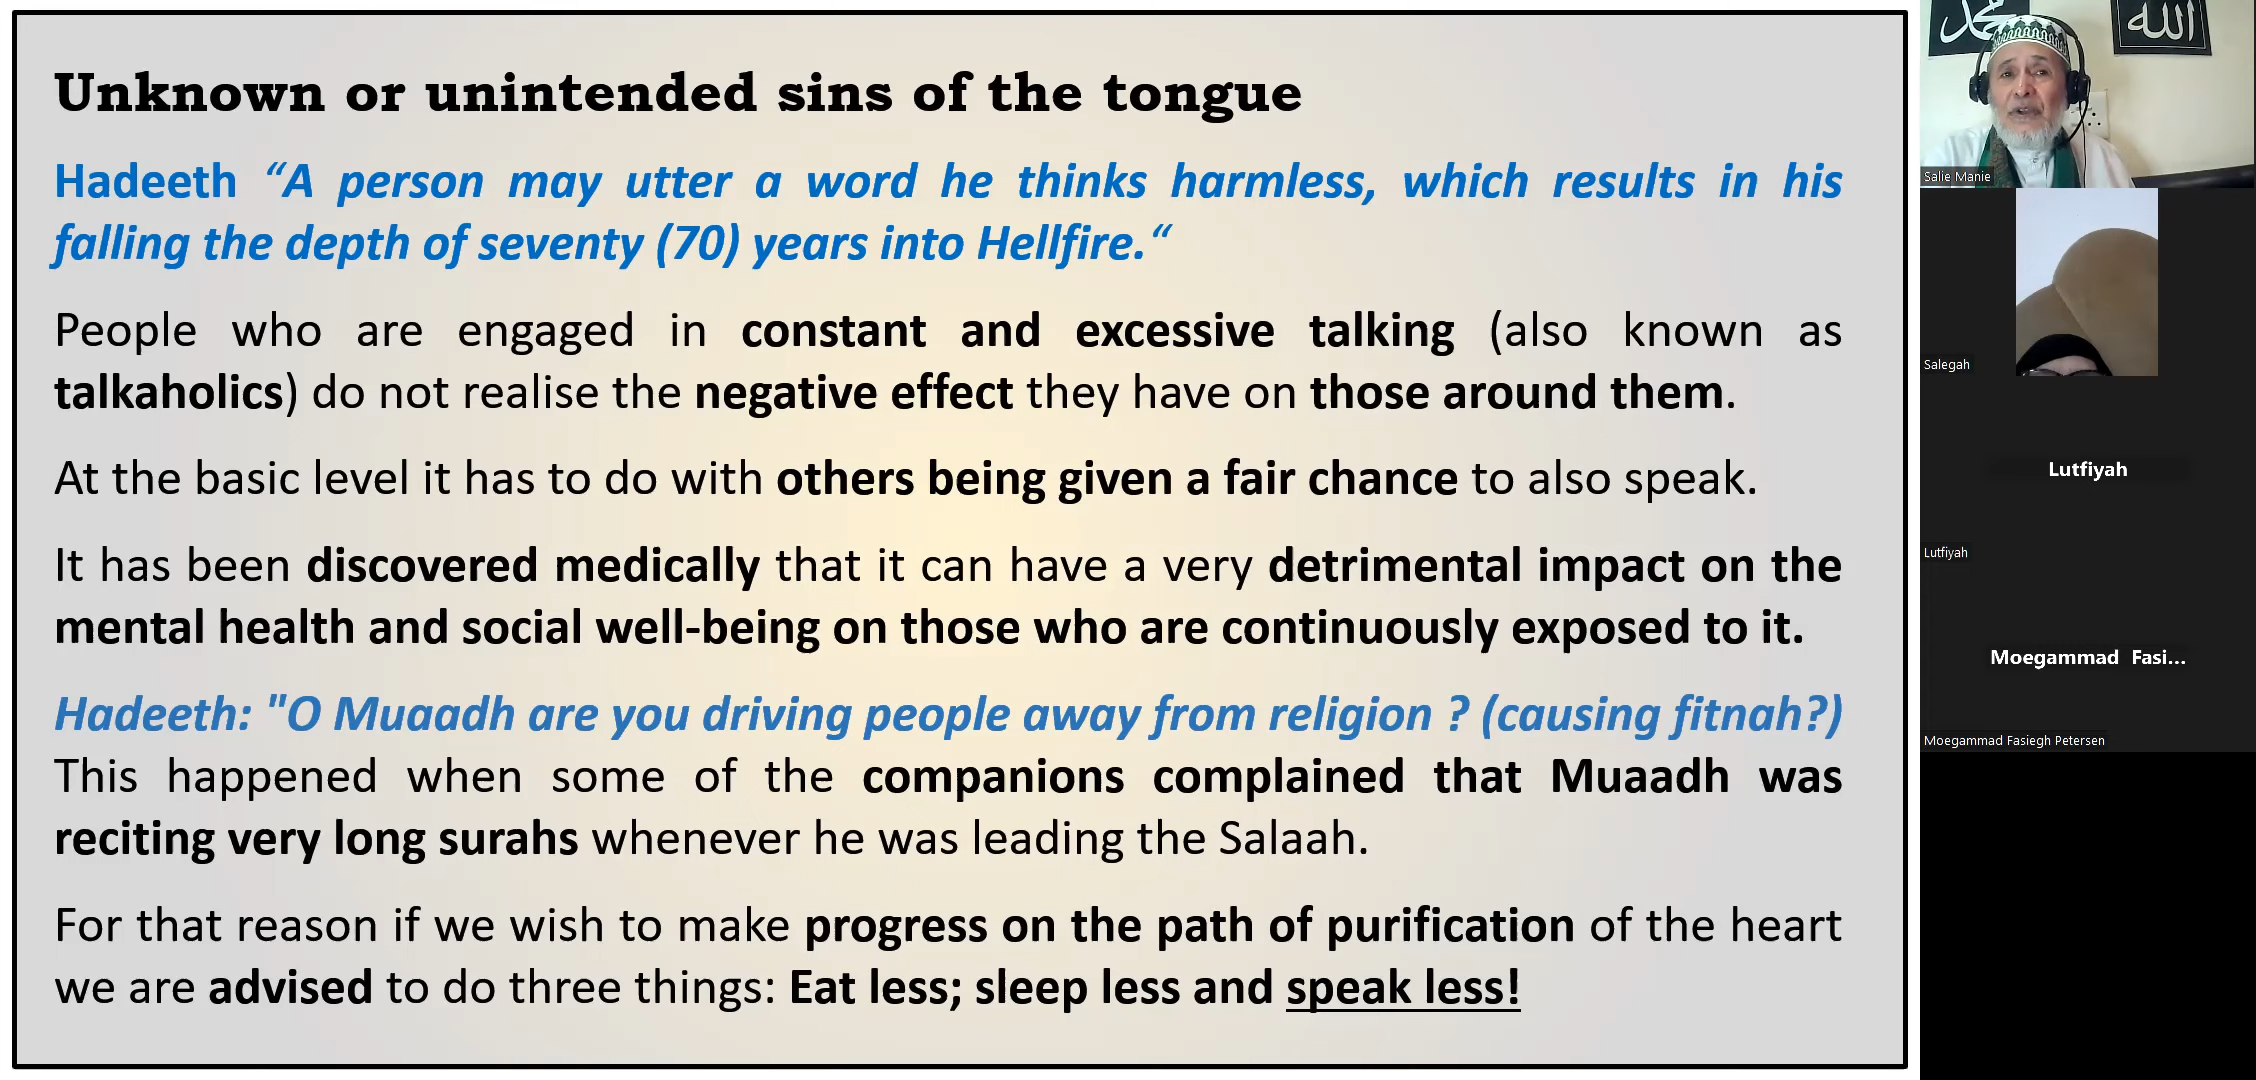 Unknown or unintended sins of the tongue
Hadeeth “A person may utter a word he thinks harmless, which results in his
falling the depth of seventy (70) years into Hellfire.“
People who are engaged in constant and excessive talking (also known as
talkaholics) do not realise the negative effect they have on those around them.
At the basic level it has to do with others being given a fair chance to also speak.
It has been discovered medically that it can have a very detrimental impact on the
mental health and social well-being on those who are continuously exposed to it.
Hadeeth: "O Muaadh are you driving people away from religion ? (causing fitnah?)
This happened when some of the companions complained that Muaadh was
reciting very long surahs whenever he was leading the Salaah.
For that reason if we wish to make progress on the path of purification of the heart
we are advised to do three things: Eat less; sleep less and speak less!
محمد
الله
Salie Manie
Salegah
Lutfiyah
Lutfiyah
Moegammad Fasi...
Moegammad Fasiegh Petersen